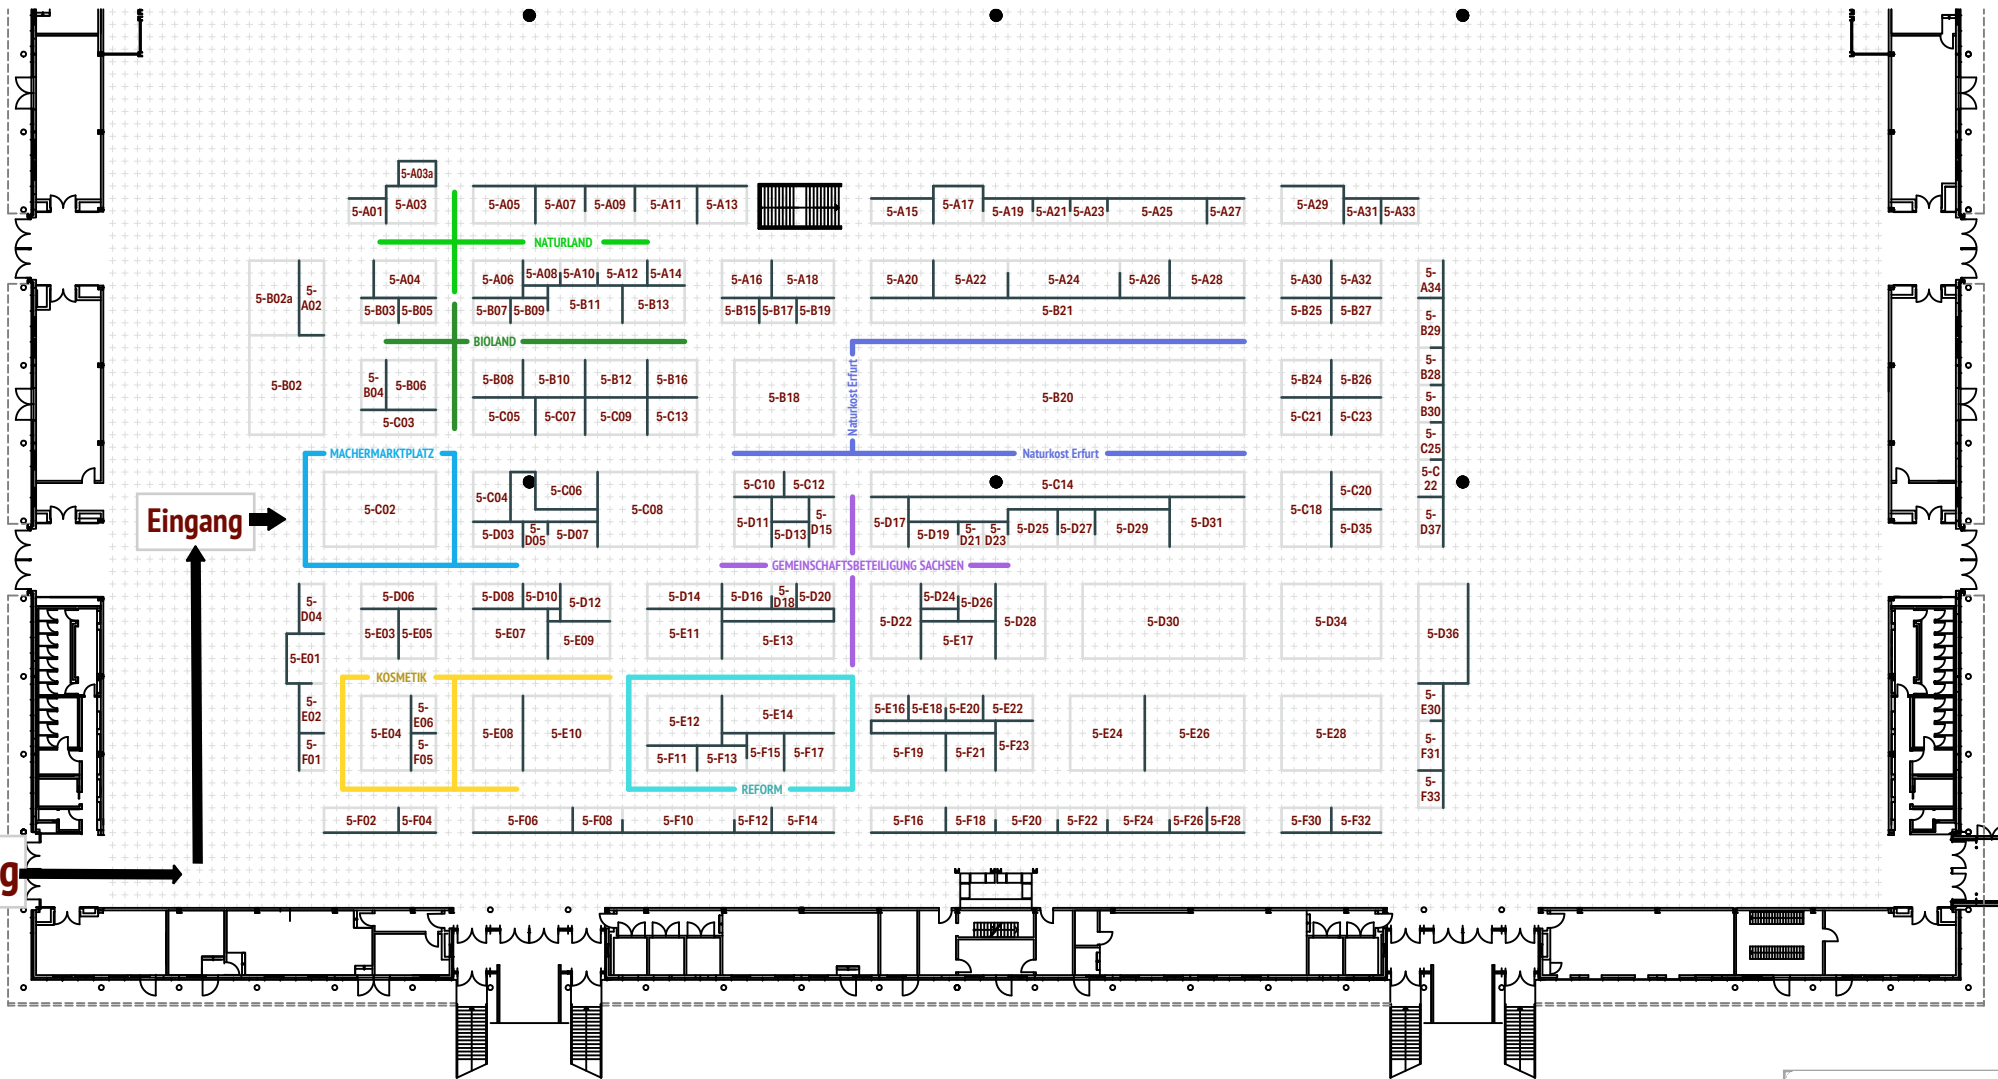 5-A03a
5-A01
5-A03
5-A05
5-A07
5-A09
5-A11
5-A13
5-A15
5-A17
5-A19
5-A21
5-A23
5-A25
5-A27
5-A29
5-A31
5-A33
NATURLAND
5-B02a
5-
A02
5-A04
5-A06
5-A08
5-A10
5-A12
5-A14
5-A16
5-A18
5-A20
5-A22
5-A24
5-A26
5-A28
5-A30
5-A32
5-
A34
5-B03
5-B05
5-B07
5-B09
5-B11
5-B13
5-B15
5-B17
5-B19
5-B21
5-B25
5-B27
5-
B29
BIOLAND
Naturkost Erfurt
5-B02
5-
B04
5-B06
5-B08
5-B10
5-B12
5-B16
5-B18
5-B20
5-B24
5-B26
5-
B28
5-
B30
5-C03
5-C05
5-C07
5-C09
5-C13
5-C21
5-C23
5-
C25
MACHERMARKTPLATZ
Naturkost Erfurt
Eingang
5-C02
5-C04
5-C06
5-C08
5-C10
5-C12
5-C14
5-C18
5-C20
5-C
22
5-D03
5-
D05
5-D07
5-D11
5-D13
5-
D15
5-D17
5-D19
5-
D21
5-
D23
5-D25
5-D27
5-D29
5-D31
5-D35
5-
D37
GEMEINSCHAFTSBETEILIGUNG SACHSEN
5-
D04
5-D06
5-D08
5-D10
5-D12
5-D14
5-D16
5-
D18
5-D20
5-D22
5-D24
5-D26
5-D28
5-D30
5-D34
5-D36
5-E01
5-E03
5-E05
5-E07
5-E09
5-E11
5-E13
5-E17
KOSMETIK
5-
E02
5-E04
5-
E06
5-E08
5-E10
5-E12
5-E14
5-E16
5-E18
5-E20
5-E22
5-E24
5-E26
5-E28
5-
E30
5-
F01
5-
F05
5-F11
5-F13
5-F15
5-F17
5-F19
5-F21
5-F23
5-
F31
5-
F33
REFORM
5-F02
5-F04
5-F06
5-F08
5-F10
5-F12
5-F14
5-F16
5-F18
5-F20
5-F22
5-F24
5-F26
5-F28
5-F30
5-F32
g